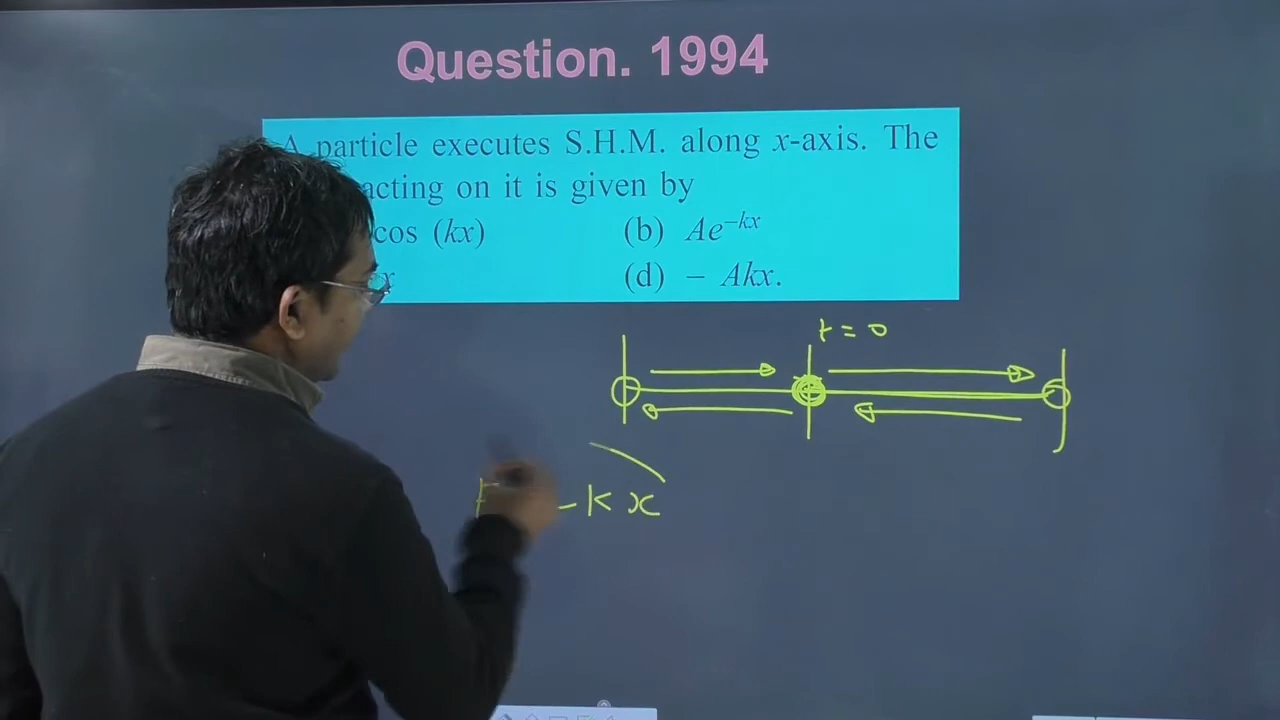 Question. 1994
A particle executes S.H.M. along x-axis. The
acting on it is given by
cos (kx) (b) Ae^{-kx}
x (d) – Akx.
t = 0
F - K x